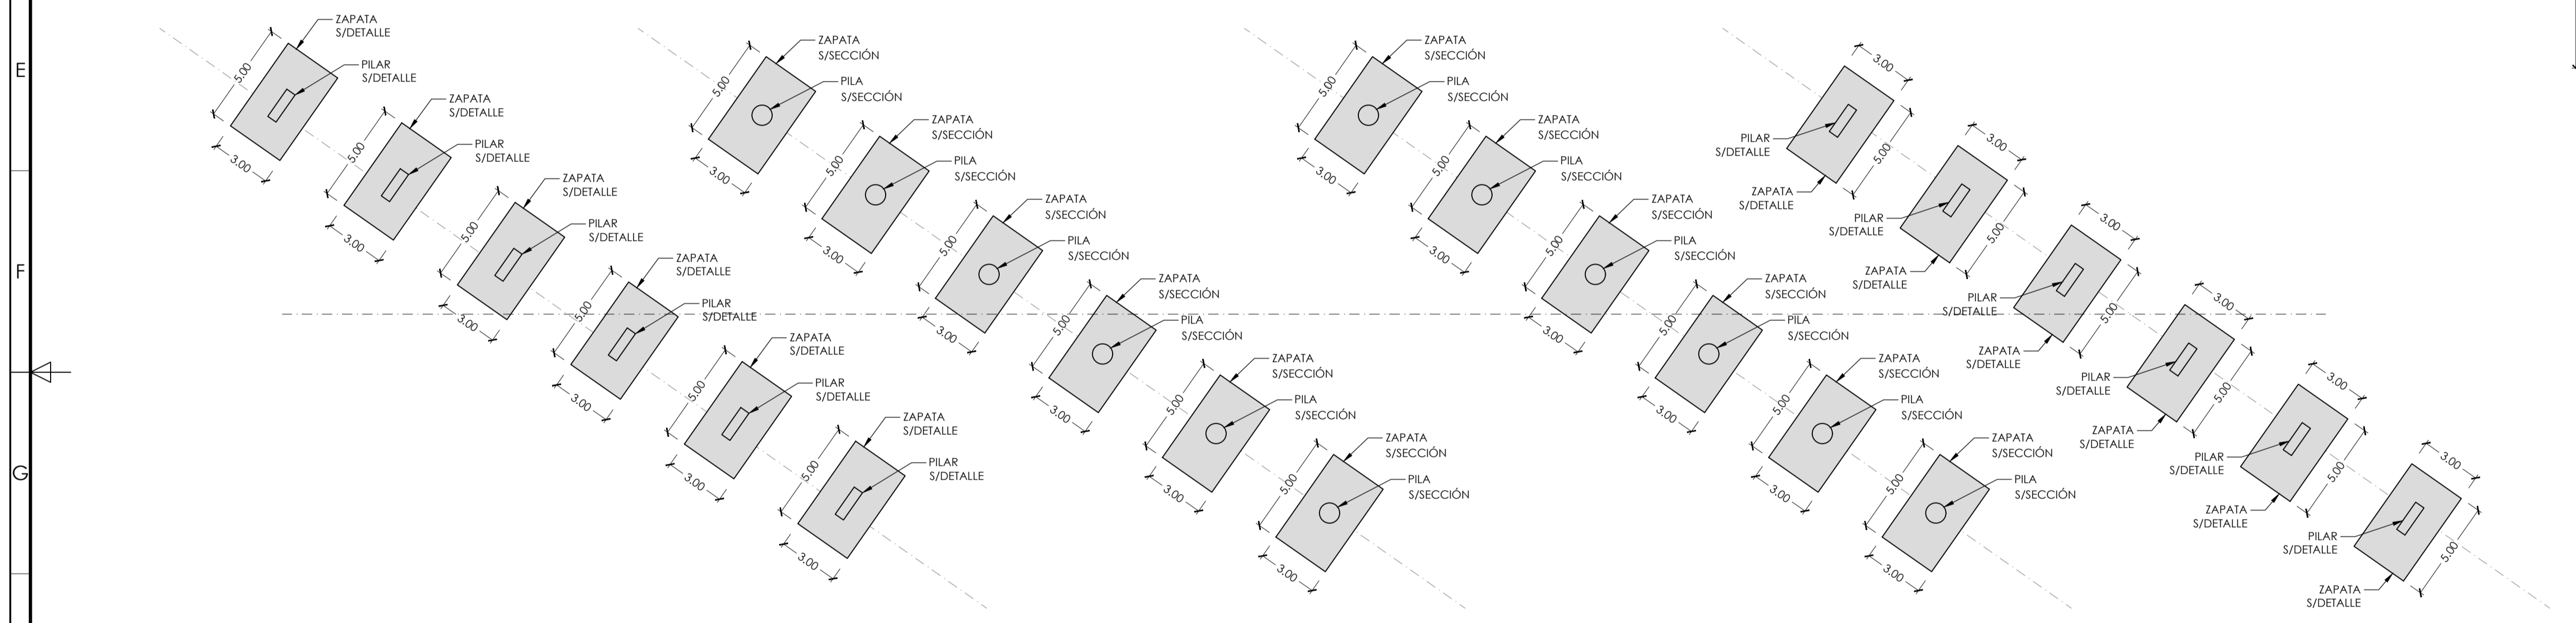 E
F
G
ZAPATA
S/DETALLE
PILAR
S/DETALLE
5.00
3.00
ZAPATA
S/DETALLE
PILAR
S/DETALLE
5.00
3.00
ZAPATA
S/DETALLE
PILAR
S/DETALLE
5.00
3.00
ZAPATA
S/DETALLE
PILAR
S/DETALLE
5.00
3.00
ZAPATA
S/DETALLE
PILAR
S/DETALLE
5.00
3.00
ZAPATA
S/DETALLE
PILAR
S/DETALLE
5.00
3.00
ZAPATA
S/SECCIÓN
PILA
S/SECCIÓN
5.00
3.00
ZAPATA
S/SECCIÓN
PILA
S/SECCIÓN
5.00
3.00
ZAPATA
S/SECCIÓN
PILA
S/SECCIÓN
5.00
3.00
ZAPATA
S/SECCIÓN
PILA
S/SECCIÓN
5.00
3.00
ZAPATA
S/SECCIÓN
PILA
S/SECCIÓN
5.00
3.00
ZAPATA
S/SECCIÓN
PILA
S/SECCIÓN
5.00
3.00
ZAPATA
S/SECCIÓN
PILA
S/SECCIÓN
5.00
3.00
ZAPATA
S/SECCIÓN
PILA
S/SECCIÓN
5.00
3.00
ZAPATA
S/SECCIÓN
PILA
S/SECCIÓN
5.00
3.00
ZAPATA
S/SECCIÓN
PILA
S/SECCIÓN
5.00
3.00
ZAPATA
S/SECCIÓN
PILA
S/SECCIÓN
5.00
3.00
ZAPATA
S/SECCIÓN
PILA
S/SECCIÓN
5.00
3.00
3.00
PILAR
S/DETALLE
5.00
ZAPATA
S/DETALLE
3.00
PILAR
S/DETALLE
5.00
ZAPATA
S/DETALLE
3.00
PILAR
S/DETALLE
5.00
ZAPATA
S/DETALLE
3.00
PILAR
S/DETALLE
5.00
ZAPATA
S/DETALLE
3.00
PILAR
S/DETALLE
5.00
ZAPATA
S/DETALLE
3.00
PILAR
S/DETALLE
5.00
ZAPATA
S/DETALLE